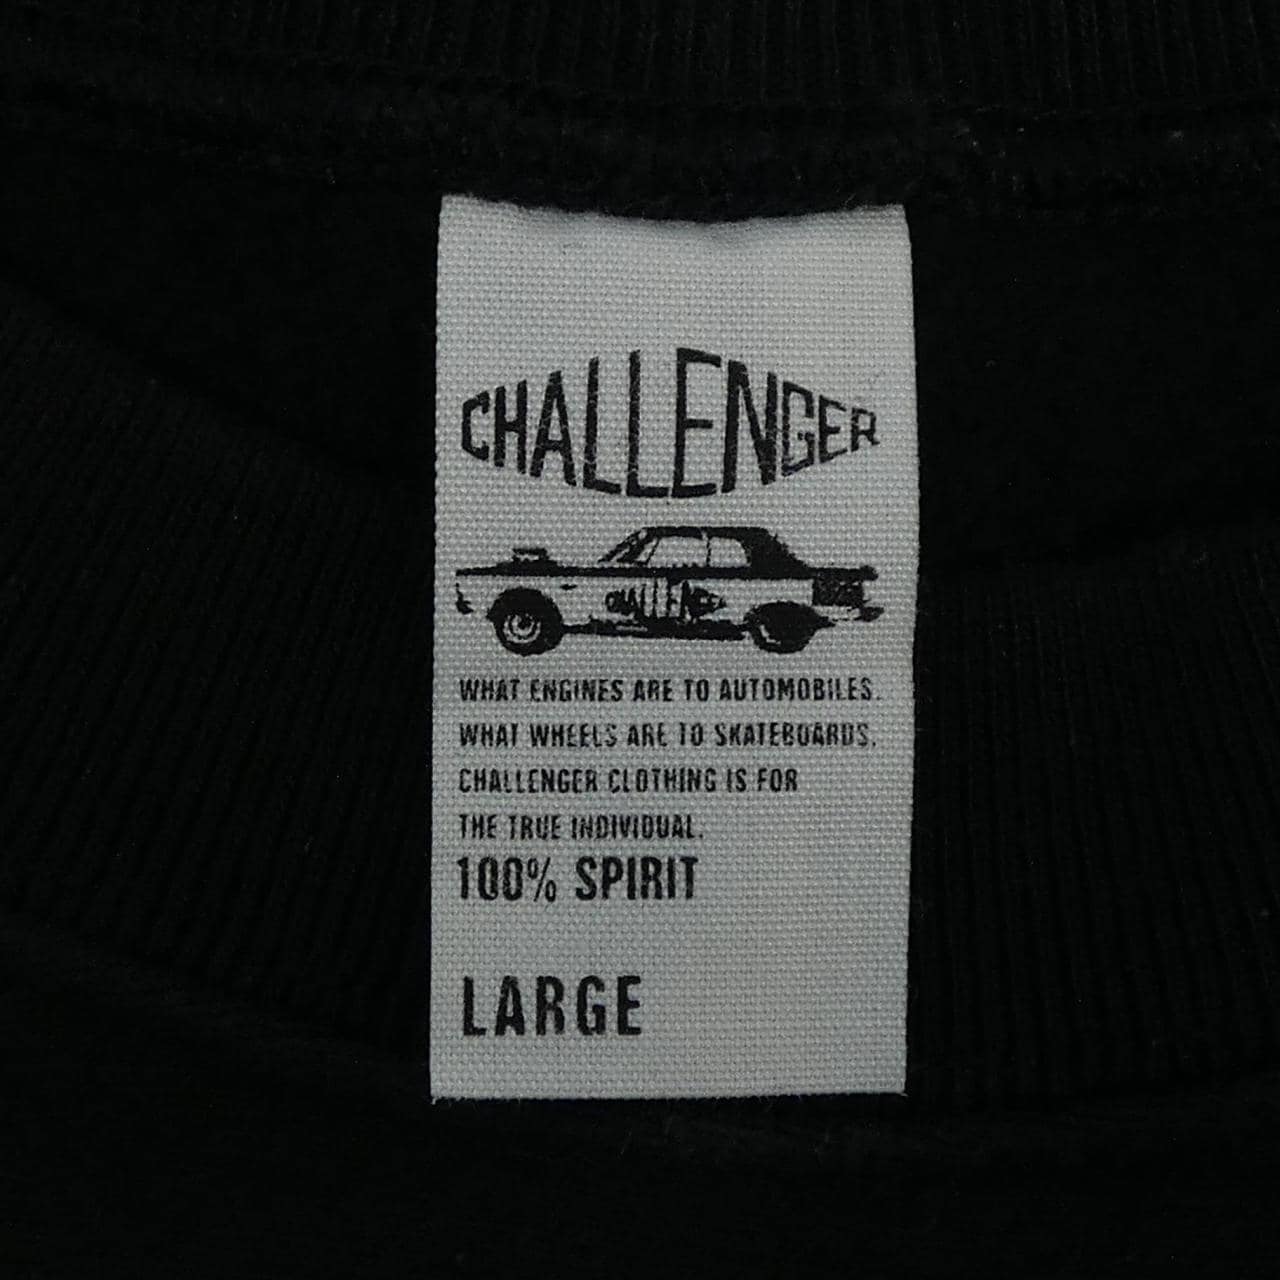 CHALLENGER
CHALLENGER
WHAT ENGINES ARE TO AUTOMOBILES.
WHAT WHEELS ARE TO SKATEBOARDS.
CHALLENGER CLOTHING IS FOR
THE TRUE INDIVIDUAL.
100% SPIRIT
LARGE